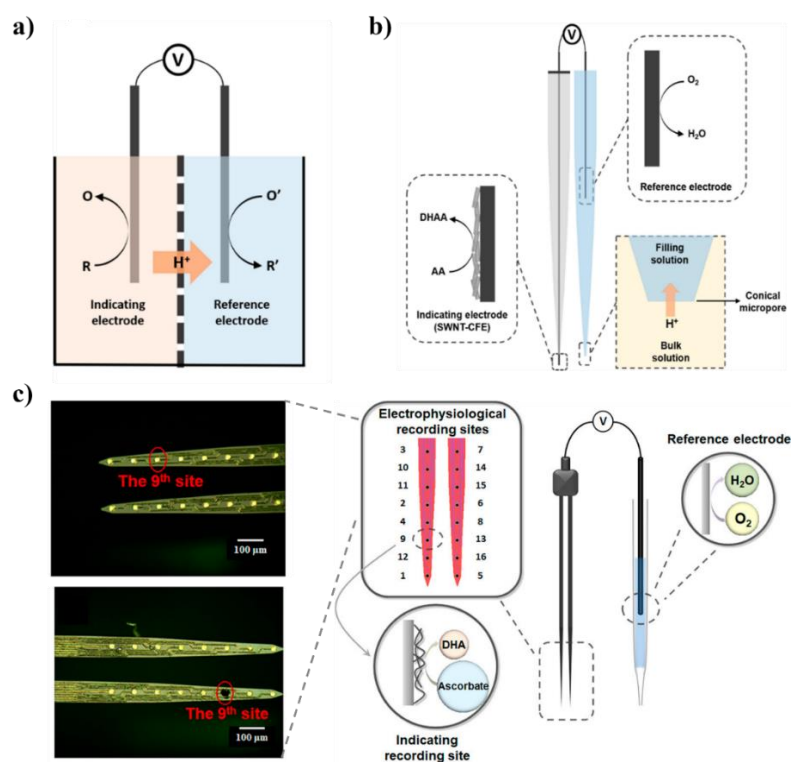 a)
V
O
R
H+
O'
R'
Indicating
electrode
Reference
electrode
b)
V
O2
H2O
Reference electrode
DHAA
AA
Indicating electrode
(SWNT-CFE)
Filling
solution
H+
Bulk
solution
Conical
micropore
c)
The 9th site
100 µm
The 9th site
100 µm
Electrophysiological
recording sites
3 7
10 14
11 15
2 6
4 8
9 13
12 16
1 5
DHA
Ascorbate
Indicating
recording site
V
Reference electrode
H2O
O2